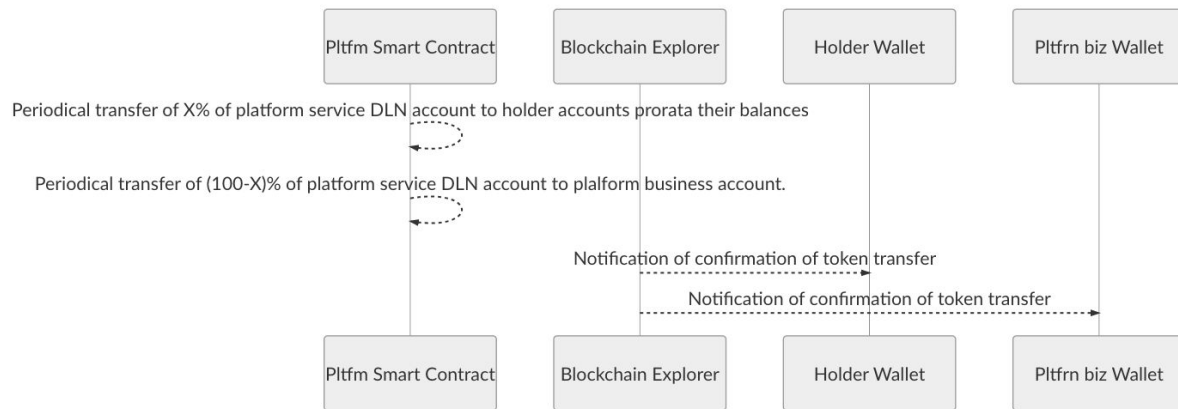 Pltfm Smart Contract
Blockchain Explorer
Holder Wallet
Pltfrn biz Wallet
Periodical transfer of X% of platform service DLN account to holder accounts prorata their balances
Periodical transfer of (100-X)% of platform service DLN account to plalform business account.
Notification of confirmation of token transfer
Notification of confirmation of token transfer
Pltfm Smart Contract
Blockchain Explorer
Holder Wallet
Pltfrn biz Wallet